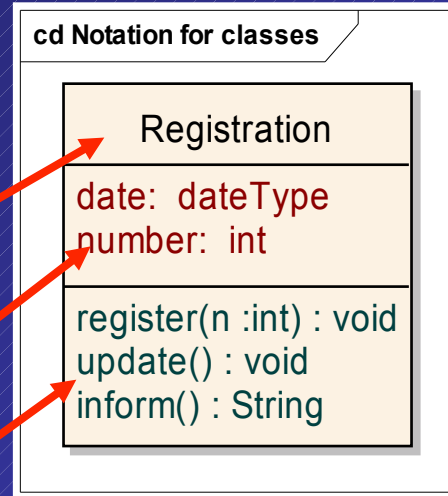 cd Notation for classes
Registration
date: dateType
number: int
register(n :int) : void
update() : void
inform() : String